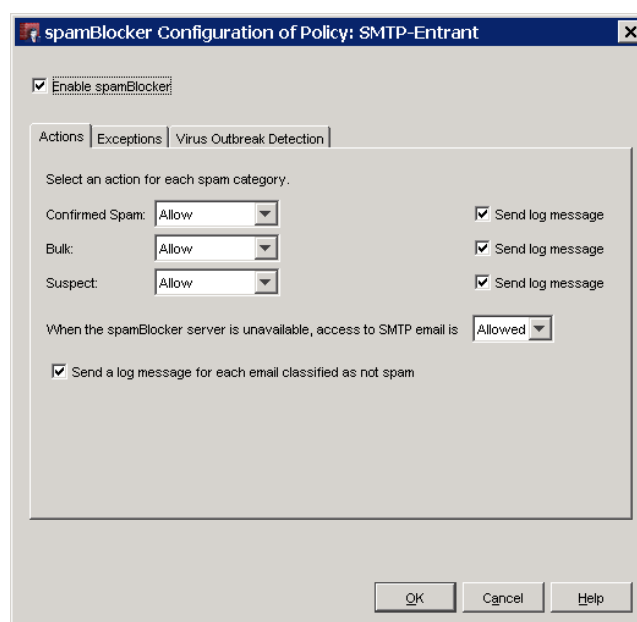 spamBlocker Configuration of Policy: SMTP-Entrant
Enable spamBlocker
Actions Exceptions Virus Outbreak Detection
Select an action for each spam category.
Confirmed Spam: Allow Send log message
Bulk: Allow Send log message
Suspect: Allow Send log message
When the spamBlocker server is unavailable, access to SMTP email is Allowed
Send a log message for each email classified as not spam
OK Cancel Help